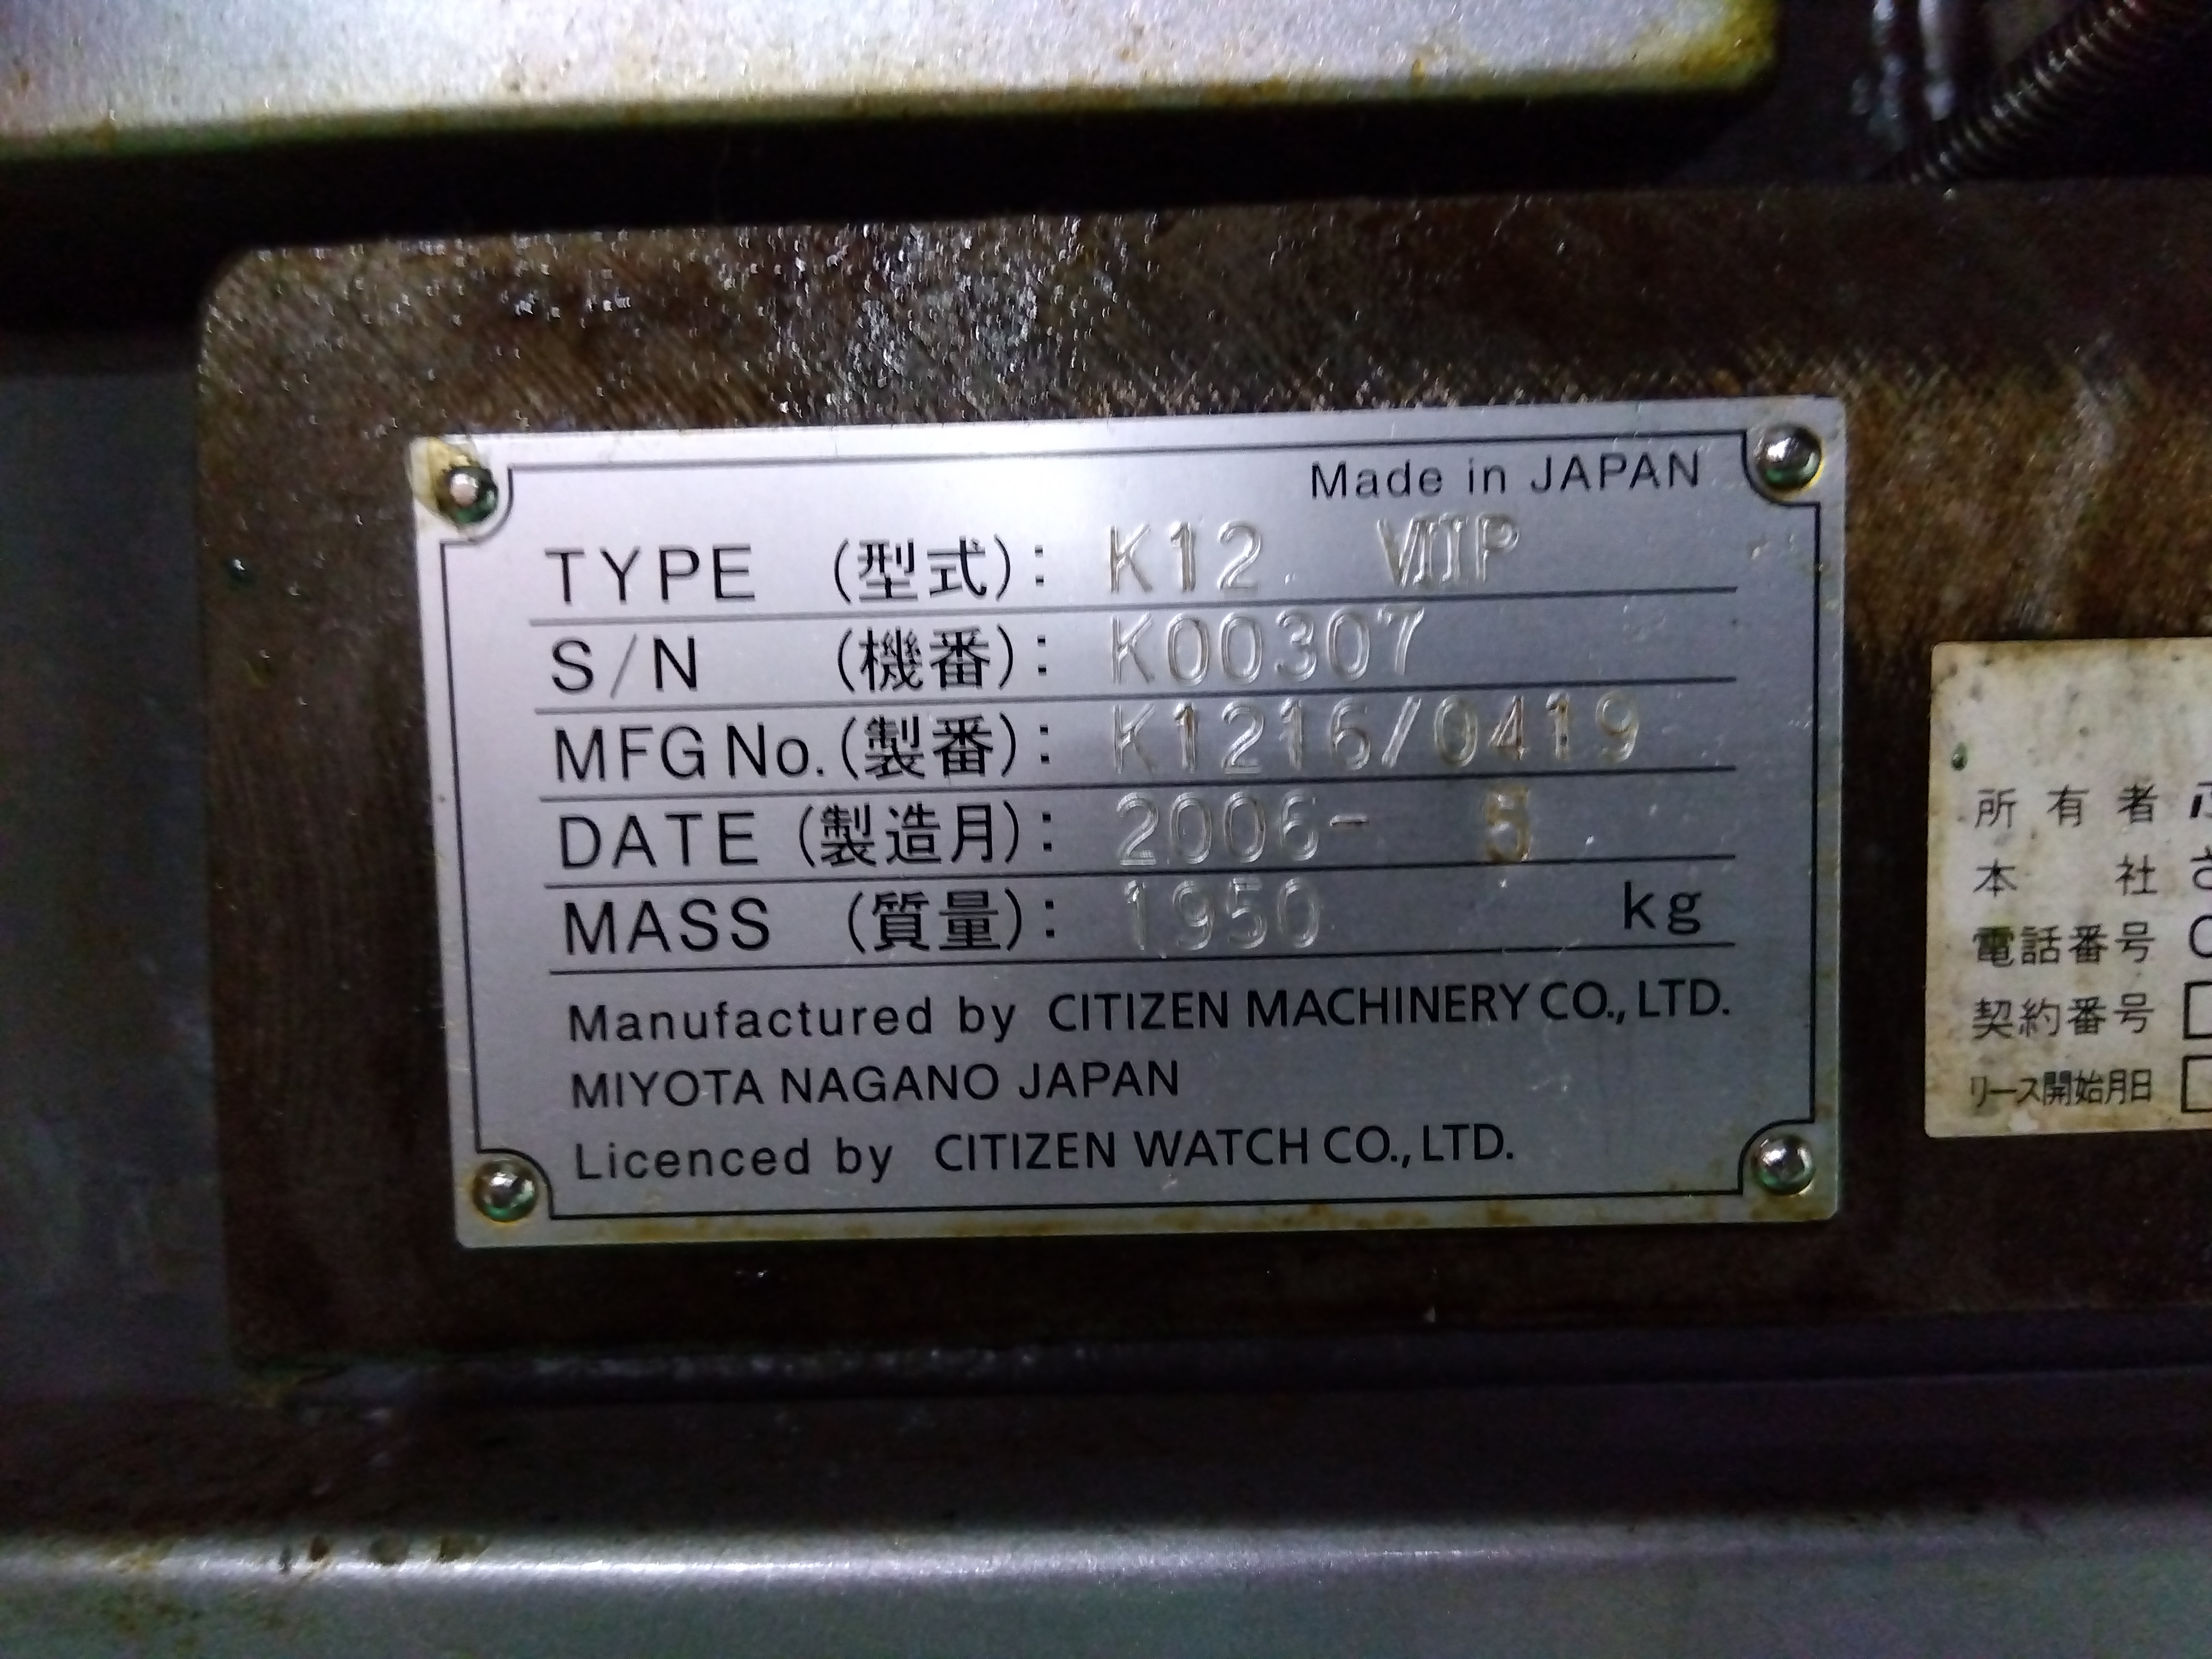 Made in JAPAN
TYPE (型式): K12 ⅦP
S/N (機番): K00307
MFG No.(製番): K1216/0419
DATE (製造月): 2006- 5
MASS (質量): 1950 kg
Manufactured by CITIZEN MACHINERY CO., LTD.
MIYOTA NAGANO JAPAN
Licenced by CITIZEN WATCH CO., LTD.
所有者
本社
電話番号
契約番号
リース開始月日